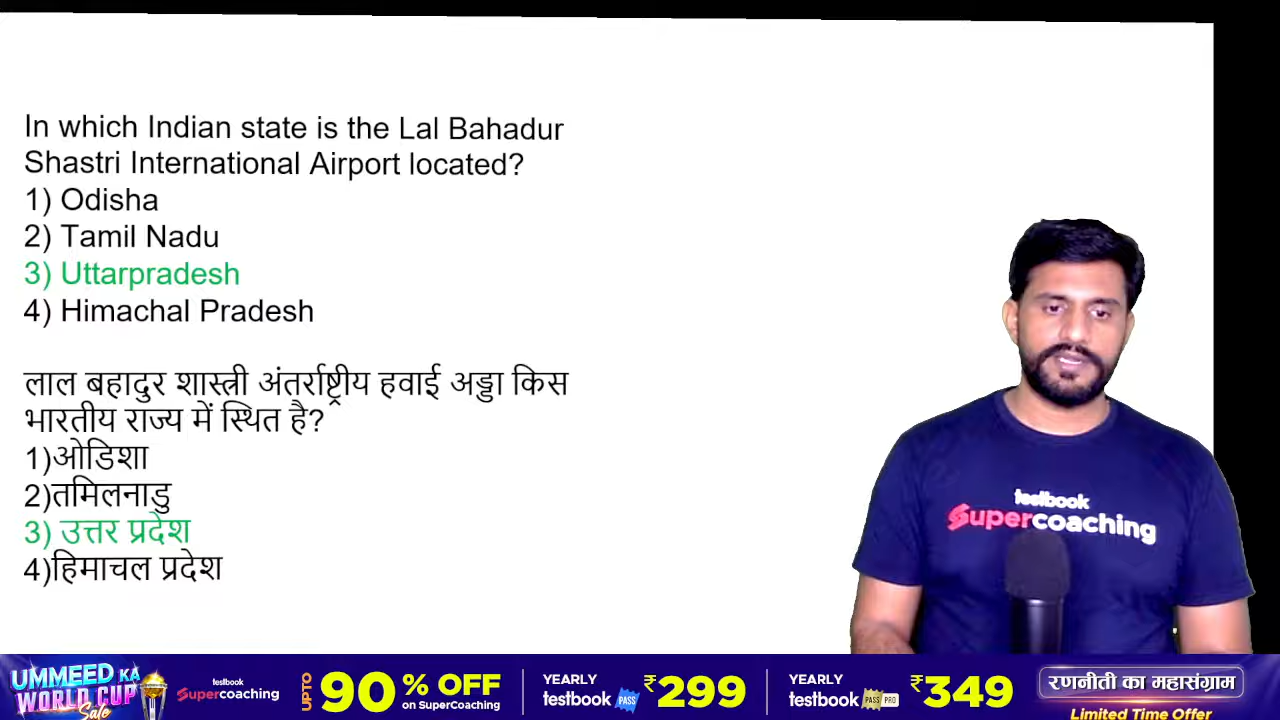 In which Indian state is the Lal Bahadur
Shastri International Airport located?
1) Odisha
2) Tamil Nadu
3) Uttarpradesh
4) Himachal Pradesh
लाल बहादुर शास्त्री अंतर्राष्ट्रीय हवाई अड्डा किस
भारतीय राज्य में स्थित है?
1)ओडिशा
2)तमिलनाडु
3) उत्तर प्रदेश
4)हिमाचल प्रदेश
testbook
Supercoaching
UMMEED KA
WORLD CUP
Sale
testbook
Supercoaching
UPTO
90% OFF
on SuperCoaching
YEARLY
testbook PASS
₹299
YEARLY
testbook PASS PRO
₹349
रणनीती का महासंग्राम
Limited Time Offer